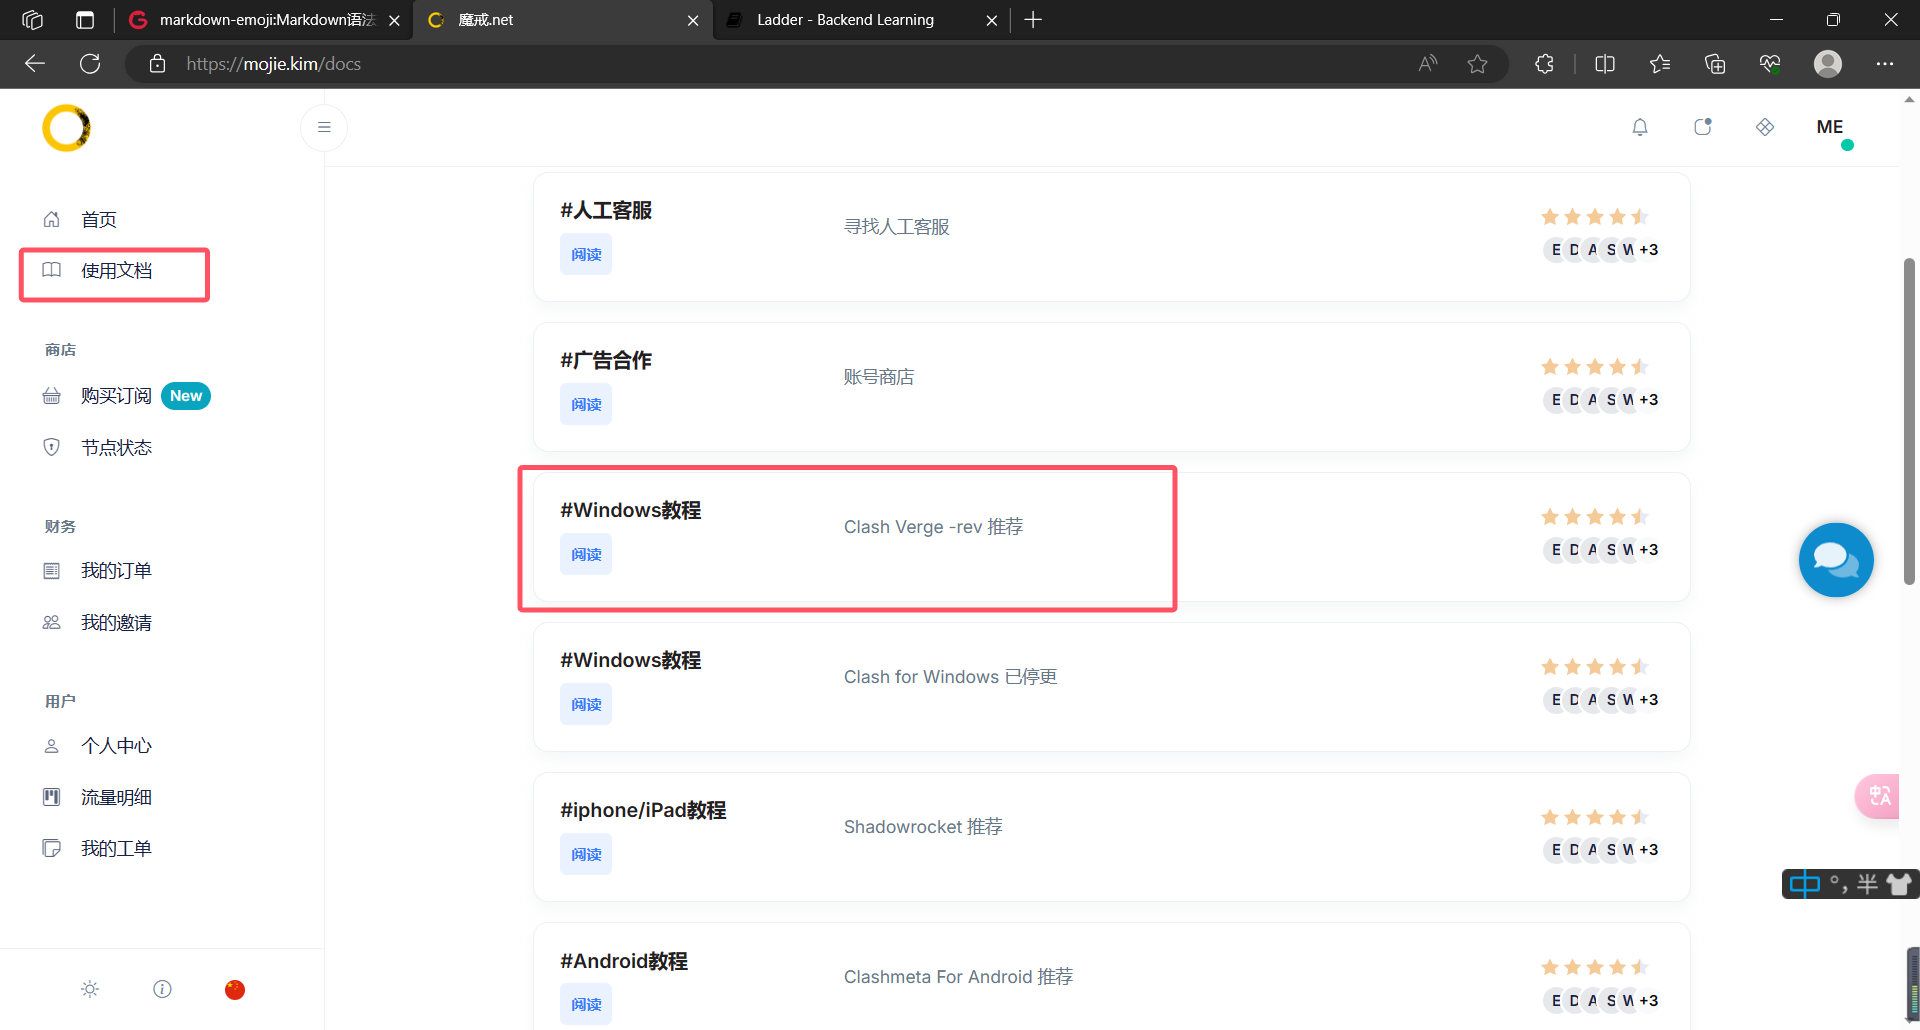 markdown-emoji:Markdown语法
魔戒.net
Ladder - Backend Learning
https://mojie.kim/docs
ME
首页
使用文档
商店
购买订阅 New
节点状态
财务
我的订单
我的邀请
用户
个人中心
流量明细
我的工单
#人工客服
寻找人工客服
阅读
E D A S W +3
#广告合作
账号商店
阅读
E D A S W +3
#Windows教程
Clash Verge -rev 推荐
阅读
E D A S W +3
#Windows教程
Clash for Windows 已停更
阅读
E D A S W +3
#iphone/iPad教程
Shadowrocket 推荐
阅读
E D A S W +3
#Android教程
Clashmeta For Android 推荐
阅读
E D A S W +3
中A
中 °, 半